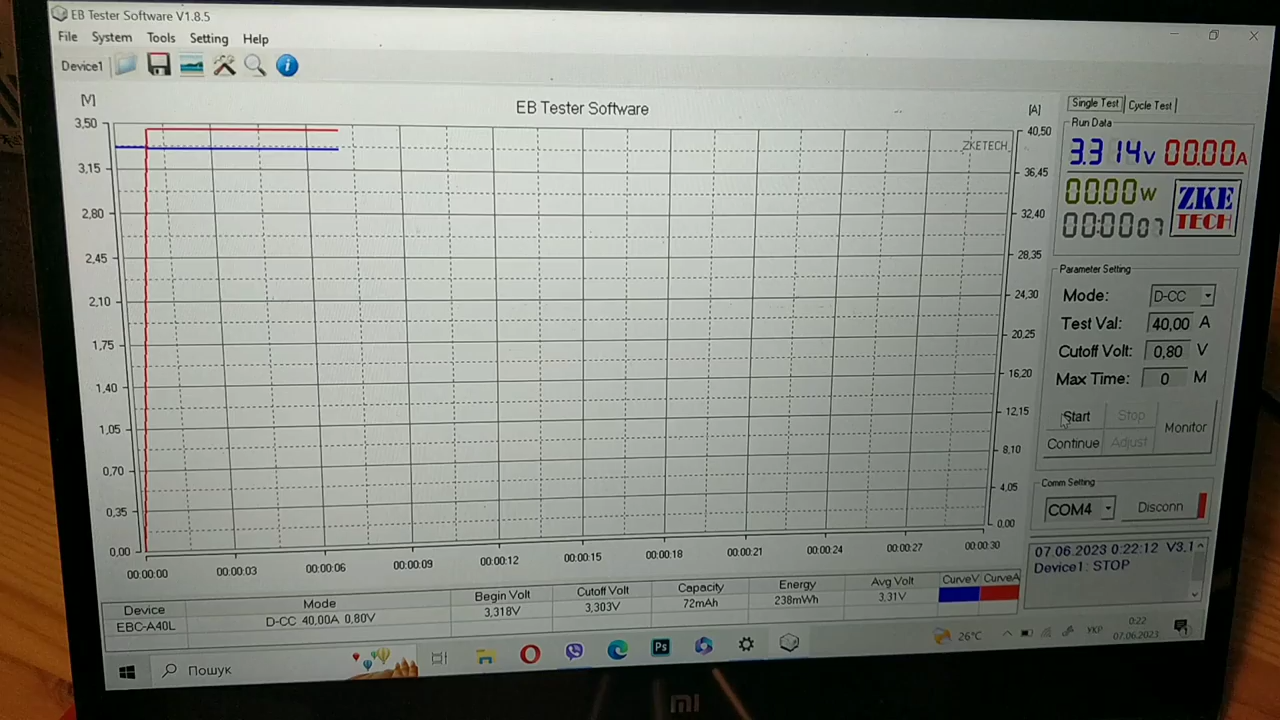 EB Tester Software V1.8.5
File System Tools Setting Help
Device1
[V]
EB Tester Software
[A]
ZKETECH
3,50
3,15
2,80
2,45
2,10
1,75
1,40
1,05
0,70
0,35
0,00
40,50
36,45
32,40
28,35
24,30
20,25
16,20
12,15
8,10
4,05
0,00
00:00:00 00:00:03 00:00:06 00:00:09 00:00:12 00:00:15 00:00:18 00:00:21 00:00:24 00:00:27 00:00:30
Single Test Cycle Test
Run Data
3.314V 00.00A
00.00W
00:00:07
ZKE
TECH
Parameter Setting
Mode: D-CC
Test Val: 40,00 A
Cutoff Volt: 0,80 V
Max Time: 0 M
Start Stop Monitor
Continue Adjust
Comm Setting
COM4 Disconn
07.06.2023 0:22:12 V3.1
Device1: STOP
Device Mode Begin Volt Cutoff Volt Capacity Energy Avg Volt CurveV CurveA
EBC-A40L D-CC 40,00A 0,80V 3,318V 3,303V 72mAh 238mWh 3,31V
Пошук
Ps
26°C
УКР
0:22
07.06.2023
mi